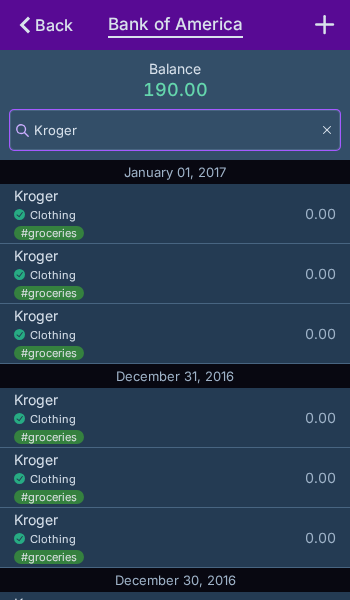 Back
Bank of America
Balance
190.00
Kroger
January 01, 2017
Kroger
Clothing
0.00
#groceries
Kroger
Clothing
0.00
#groceries
Kroger
Clothing
0.00
#groceries
December 31, 2016
Kroger
Clothing
0.00
#groceries
Kroger
Clothing
0.00
#groceries
Kroger
Clothing
0.00
#groceries
December 30, 2016